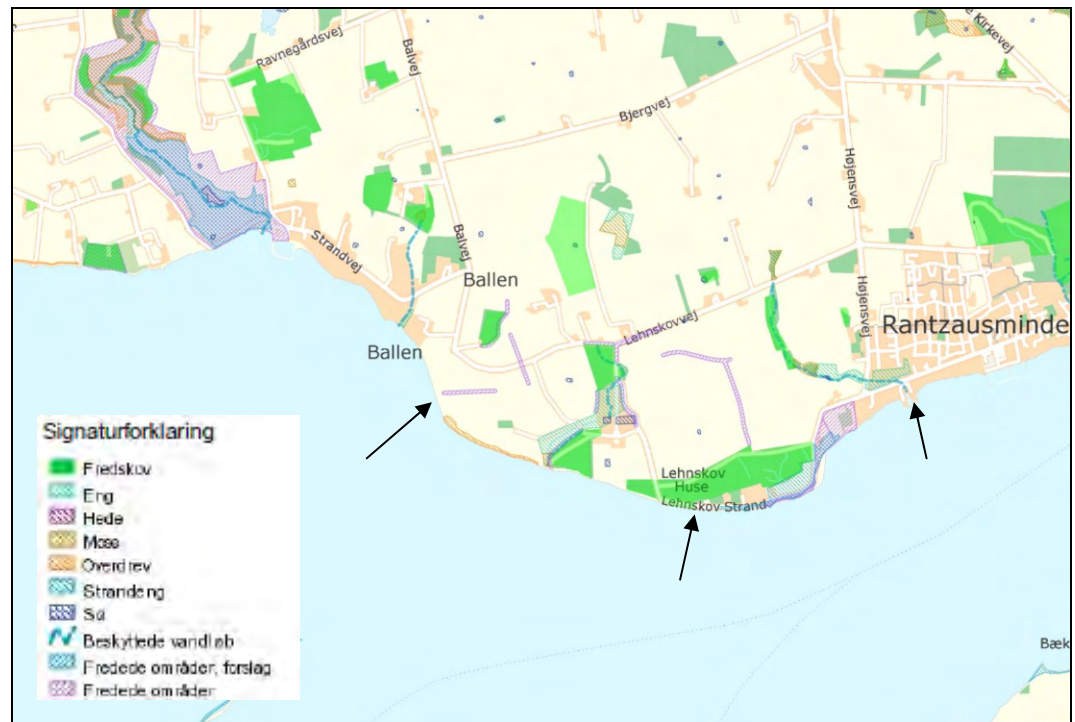 Ravnegårdsvej
Balvej
Kirkevej
Bjergvej
Højensvej
Strandvej
Balvej
Ballen
Højensvej
Lehnskovvej
Rantzausminde
Ballen
Lehnskov
Huse
Lehnskov Strand
Bæk
Signaturforklaring
Fredskov
Eng
Hede
Mose
Overdrev
Strandeng
Sø
Beskyttede vandløb
Fredede områder, forslag
Fredede områder